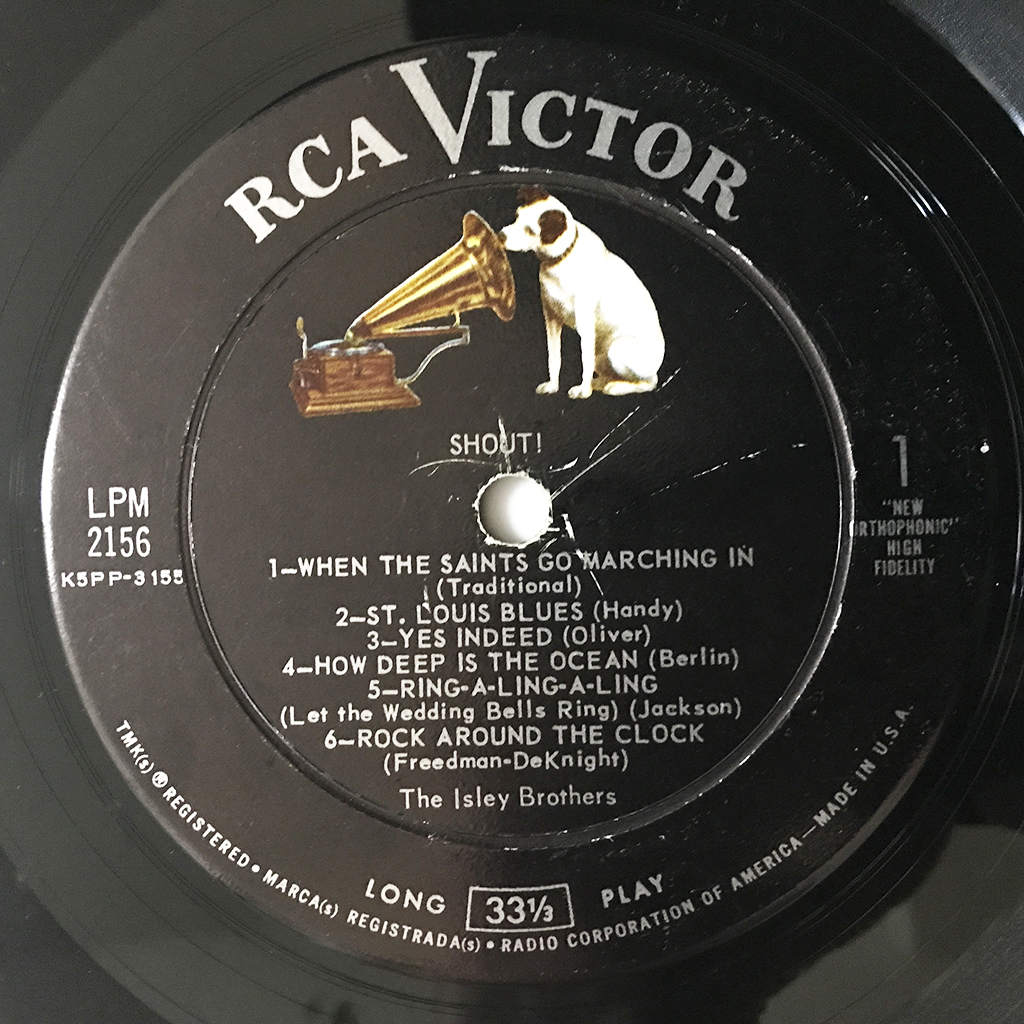 RCA VICTOR
SHOUT!
LPM
2156
K5PP-3155
1
"NEW
ORTHOPHONIC"
HIGH
FIDELITY
1—WHEN THE SAINTS GO MARCHING IN
(Traditional)
2—ST. LOUIS BLUES (Handy)
3—YES INDEED (Oliver)
4—HOW DEEP IS THE OCEAN (Berlin)
5—RING-A-LING-A-LING
(Let the Wedding Bells Ring) (Jackson)
6—ROCK AROUND THE CLOCK
(Freedman-DeKnight)
The Isley Brothers
LONG 33⅓ PLAY
TMK(s) ® REGISTERED • MARCA(s) REGISTRADA(s) • RADIO CORPORATION OF AMERICA—MADE IN U.S.A.